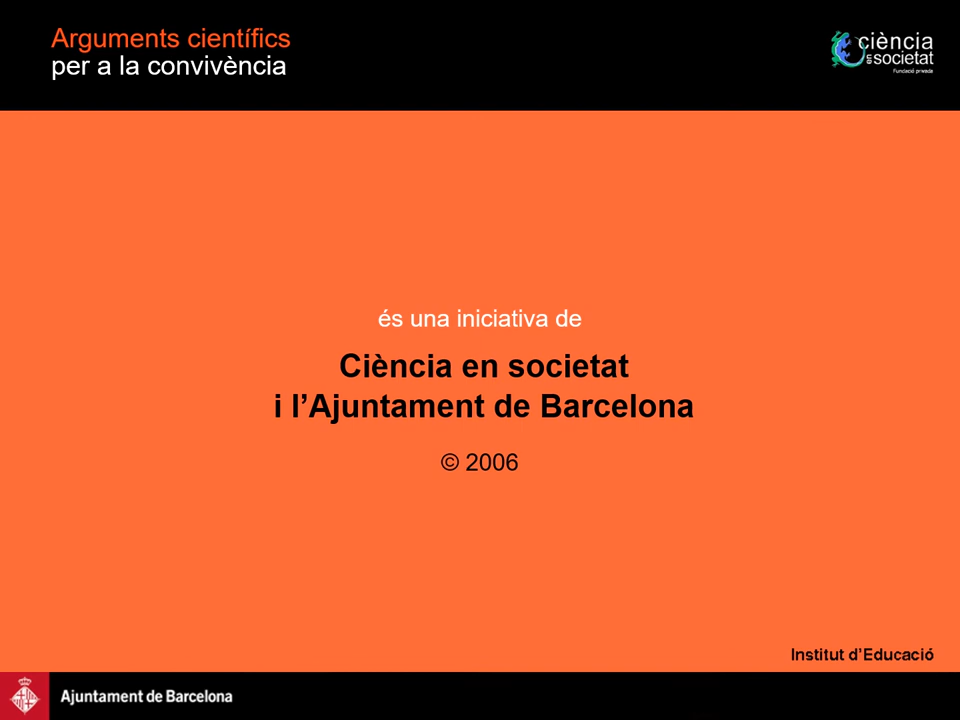 Arguments científics
per a la convivència
ciència
en societat
Fundació privada
és una iniciativa de
Ciència en societat
i l’Ajuntament de Barcelona
© 2006
Institut d’Educació
Ajuntament de Barcelona